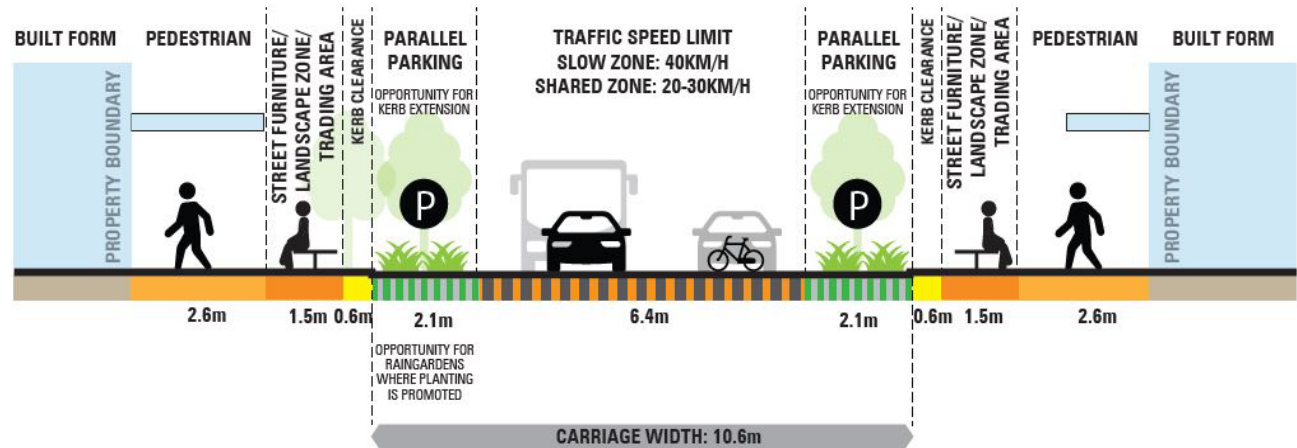 BUILT FORM
PROPERTY BOUNDARY
PEDESTRIAN
STREET FURNITURE/
LANDSCAPE ZONE/
TRADING AREA
KERB CLEARANCE
PARALLEL
PARKING
OPPORTUNITY FOR
KERB EXTENSION
P
TRAFFIC SPEED LIMIT
SLOW ZONE: 40KM/H
SHARED ZONE: 20-30KM/H
PARALLEL
PARKING
OPPORTUNITY FOR
KERB EXTENSION
P
KERB CLEARANCE
STREET FURNITURE/
LANDSCAPE ZONE/
TRADING AREA
PEDESTRIAN
BUILT FORM
PROPERTY BOUNDARY
2.6m
1.5m
0.6m
2.1m
6.4m
2.1m
0.6m
1.5m
2.6m
OPPORTUNITY FOR
RAINGARDENS
WHERE PLANTING
IS PROMOTED
CARRIAGE WIDTH: 10.6m